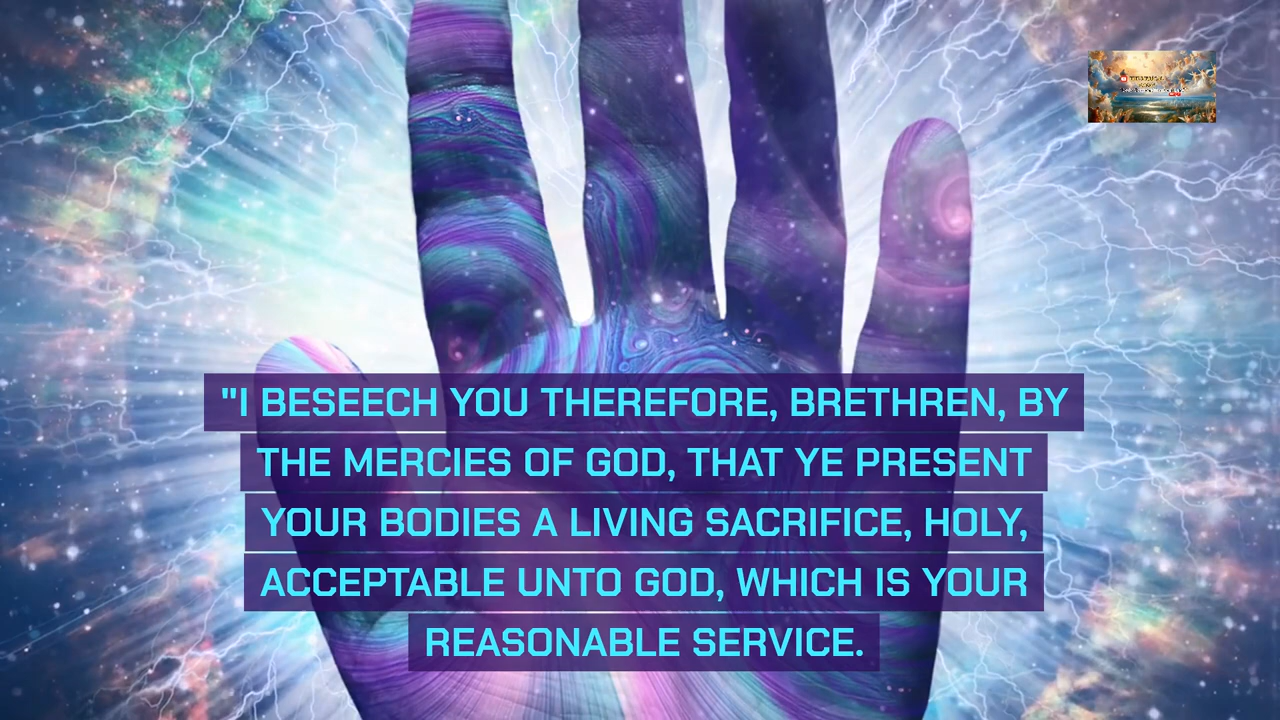 "I BESEECH YOU THEREFORE, BRETHREN, BY
THE MERCIES OF GOD, THAT YE PRESENT
YOUR BODIES A LIVING SACRIFICE, HOLY,
ACCEPTABLE UNTO GOD, WHICH IS YOUR
REASONABLE SERVICE.